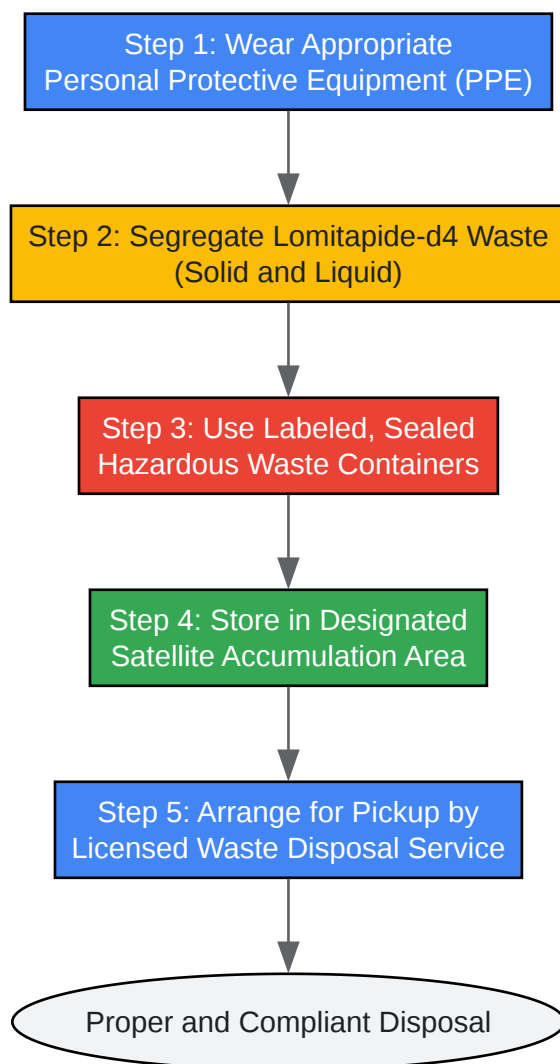 Step 1: Wear Appropriate
Personal Protective Equipment (PPE)
Step 2: Segregate Lomitapide-d4 Waste
(Solid and Liquid)
Step 3: Use Labeled, Sealed
Hazardous Waste Containers
Step 4: Store in Designated
Satellite Accumulation Area
Step 5: Arrange for Pickup by
Licensed Waste Disposal Service
Proper and Compliant Disposal